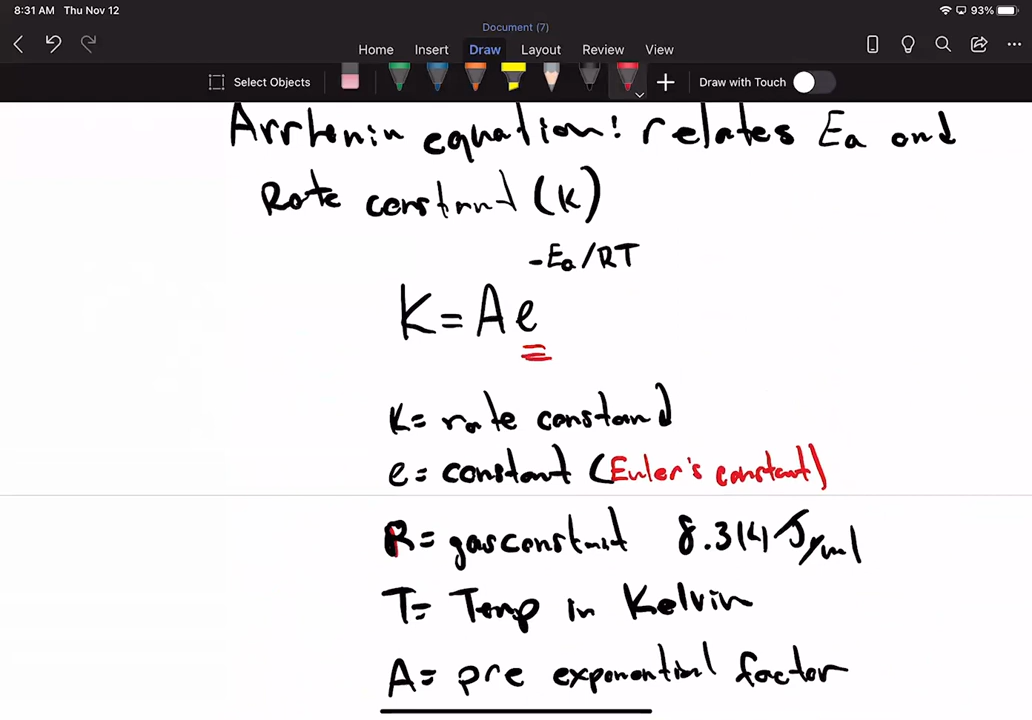 8:31 AM Thu Nov 12
93%
Document (7)
Home Insert Draw Layout Review View
Select Objects
Draw with Touch
Arrhenin equation: relates Ea and
Rate constant (k)
-Ea/RT
K= Ae
K= rate constand
e= constant (Euler's constant)
R= gas constant 8.314 J/mol
T= Temp in Kelvin
A= pre exponential factor